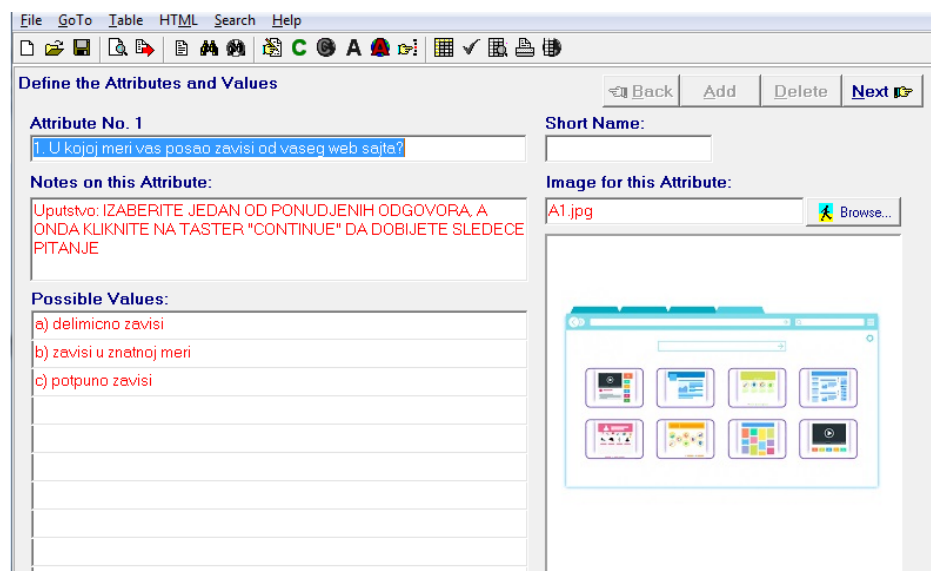 File GoTo Table HTML Search Help
Define the Attributes and Values
Back Add Delete Next
Attribute No. 1
1. U kojoj meri vas posao zavisi od vaseg web sajta?
Short Name:
Notes on this Attribute:
Uputstvo: IZABERITE JEDAN OD PONUDJENIH ODGOVORA, A
ONDA KLIKNITE NA TASTER "CONTINUE" DA DOBIJETE SLEDECE
PITANJE
Image for this Attribute:
A1.jpg
Browse...
Possible Values:
a) delimicno zavisi
b) zavisi u znatnoj meri
c) potpuno zavisi